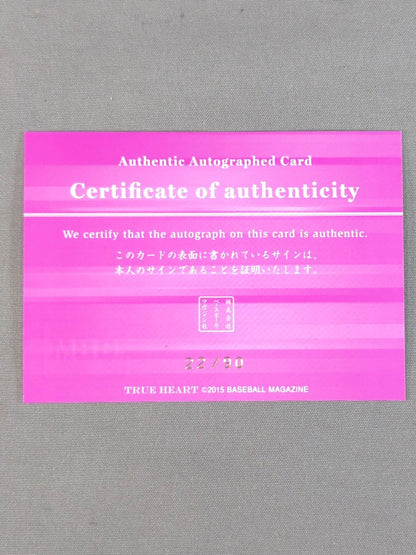 Authentic Autographed Card
Certificate of authenticity
We certify that the autograph on this card is authentic.
このカードの表面に書かれているサインは、
本人のサインであることを証明いたします。
株式会社
ベースボール
マガジン社
22/90
TRUE HEART ©2015 BASEBALL MAGAZINE